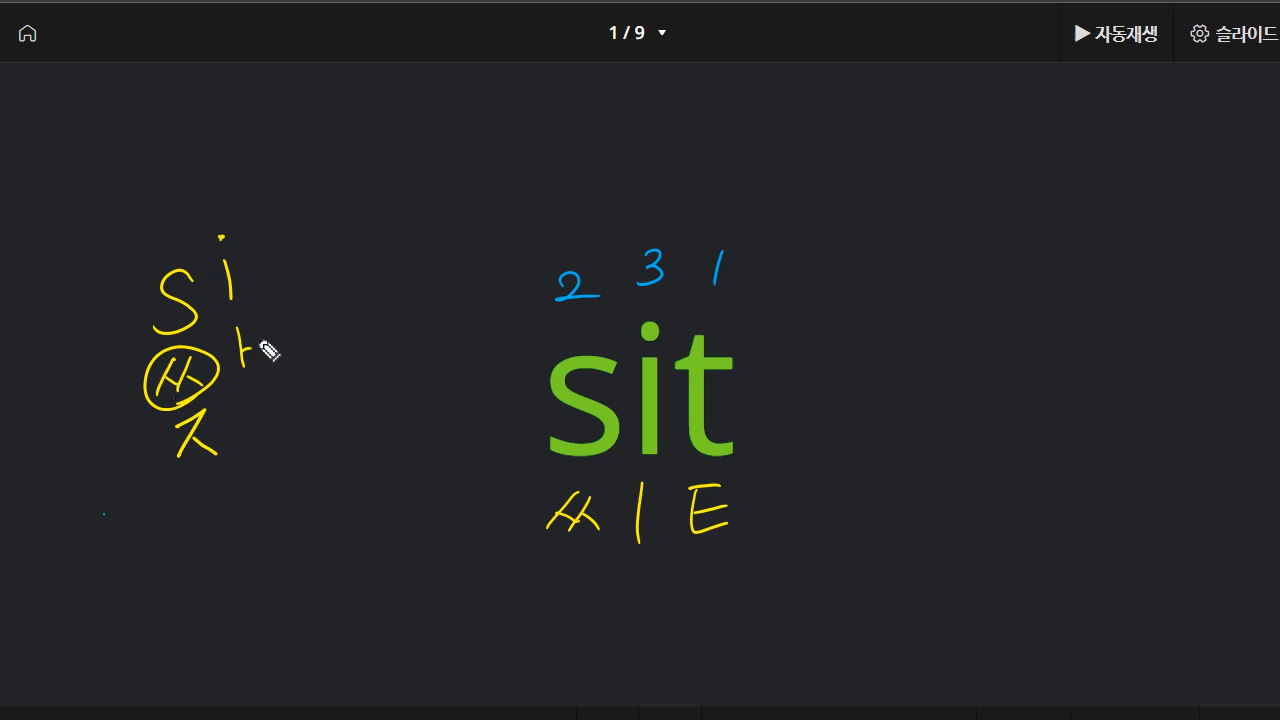 1 / 9
▶ 자동재생
슬라이드
S i
ㅆ ㅏ
ㅈ
2 3 1
sit
ㅆ ㅣ ㅌ